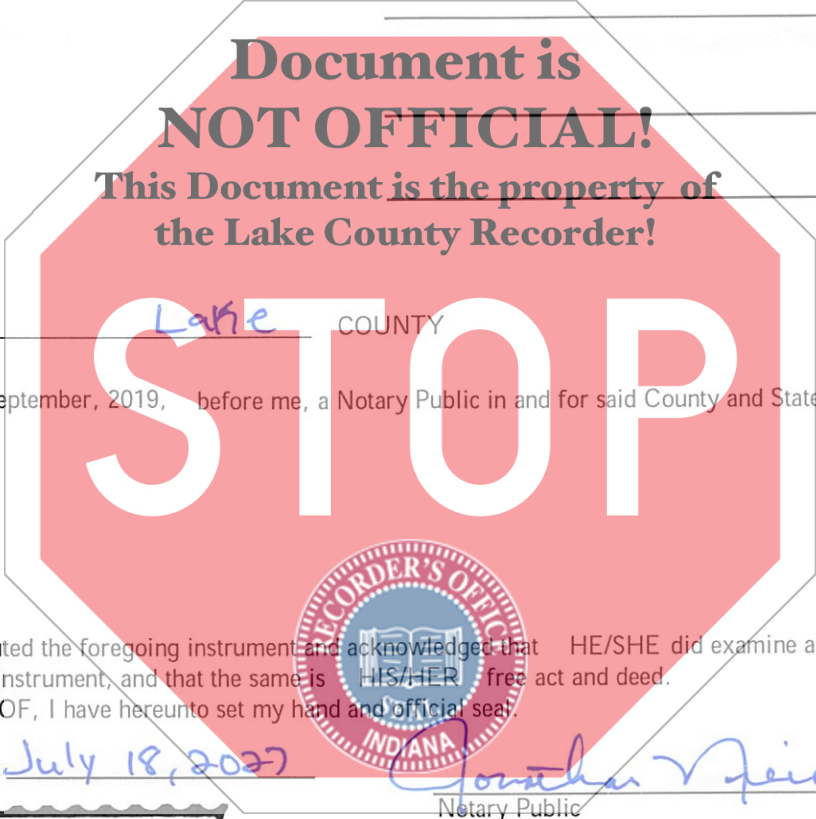 Document is
NOT OFFICIAL!
This Document is the property of
the Lake County Recorder!
Lake COUNTY
STOP
eptember, 2019, before me, a Notary Public in and for said County and State
RECORDER'S OFFICE
ted the foregoing instrument and acknowledged that HE/SHE did examine a
nstrument, and that the same is HIS/HER free act and deed.
OF, I have hereunto set my hand and official seal.
SEAL
INDIANA
July 18, 2027 Jonathan
Notary Public